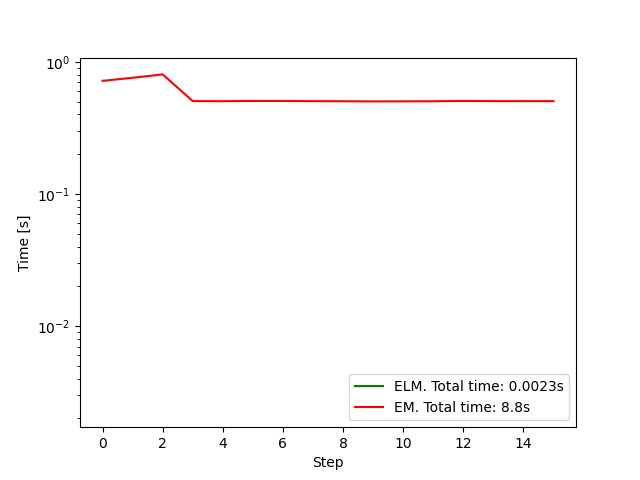 10^0
10^-1
10^-2
Time [s]
ELM. Total time: 0.0023s
EM. Total time: 8.8s
0 2 4 6 8 10 12 14
Step